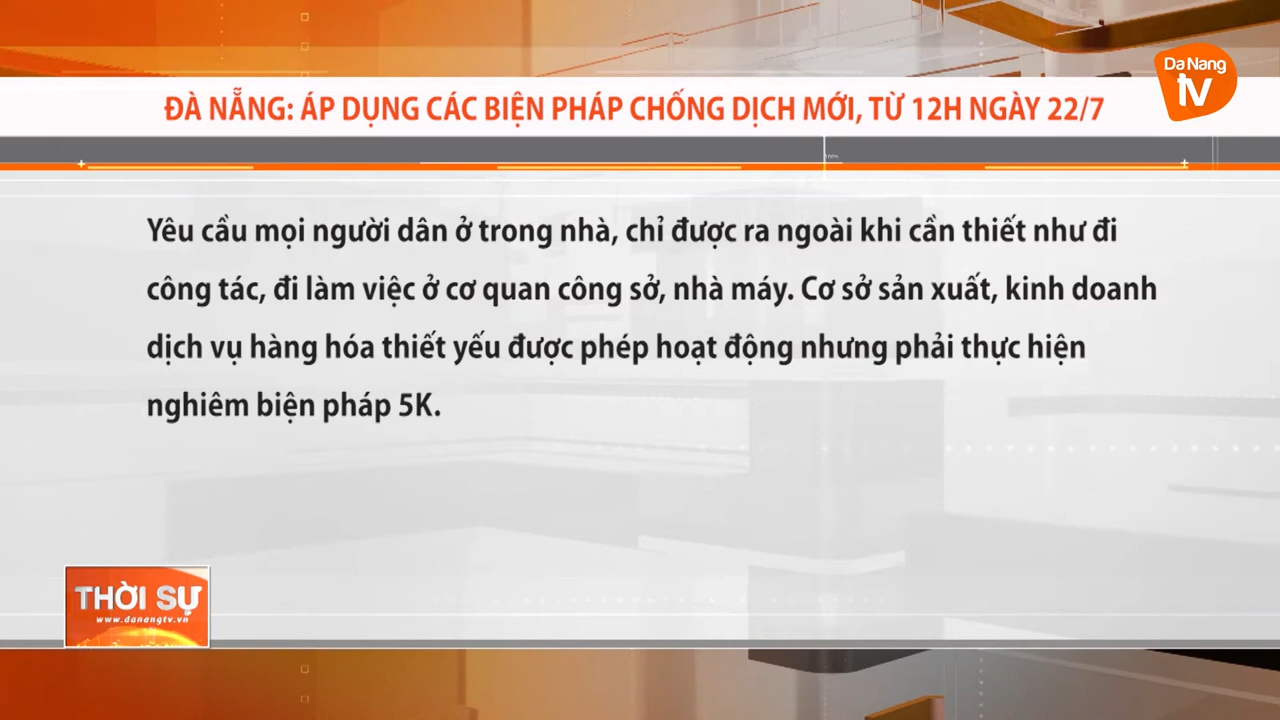 Da Nang
tv
ĐÀ NẴNG: ÁP DỤNG CÁC BIỆN PHÁP CHỐNG DỊCH MỚI, TỪ 12H NGÀY 22/7
100%
Yêu cầu mọi người dân ở trong nhà, chỉ được ra ngoài khi cần thiết như đi
công tác, đi làm việc ở cơ quan công sở, nhà máy. Cơ sở sản xuất, kinh doanh
dịch vụ hàng hóa thiết yếu được phép hoạt động nhưng phải thực hiện
nghiêm biện pháp 5K.
THỜI SỰ
www.danangtv.vn